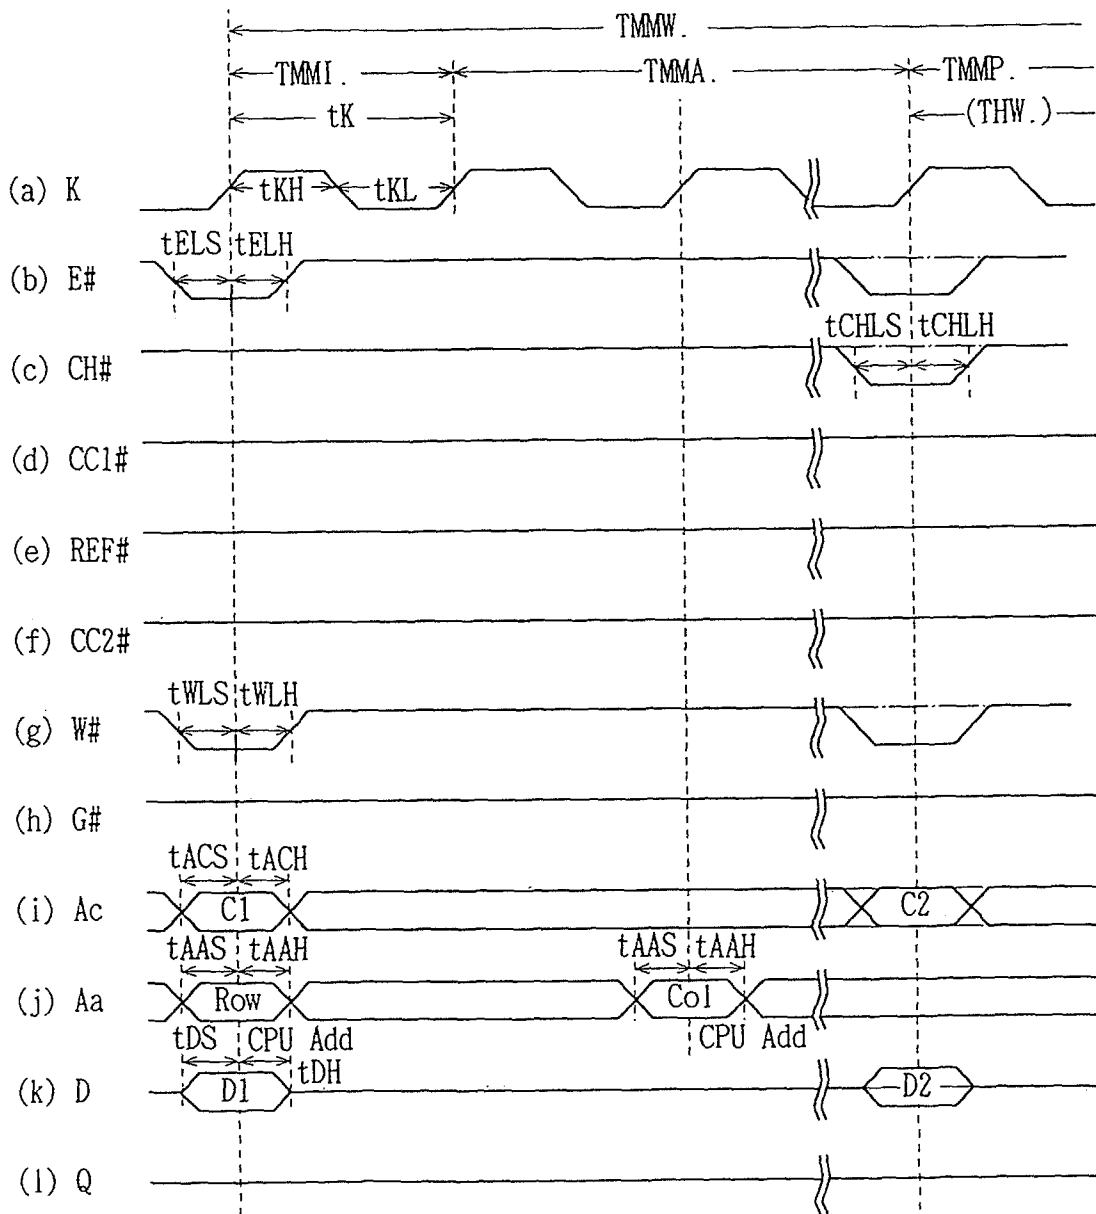 TMMW.
TMMI. TMMA. TMMP.
tK (THW.)
(a) K tKH tKL
tELS tELH
(b) E#
tCHLS tCHLH
(c) CH#
(d) CC1#
(e) REF#
(f) CC2#
tWLS tWLH
(g) W#
(h) G#
tACS tACH
(i) Ac C1 C2
tAAS tAAH tAAS tAAH
(j) Aa Row Col
tDS CPU Add CPU Add
tDH
(k) D D1 D2
(l) Q